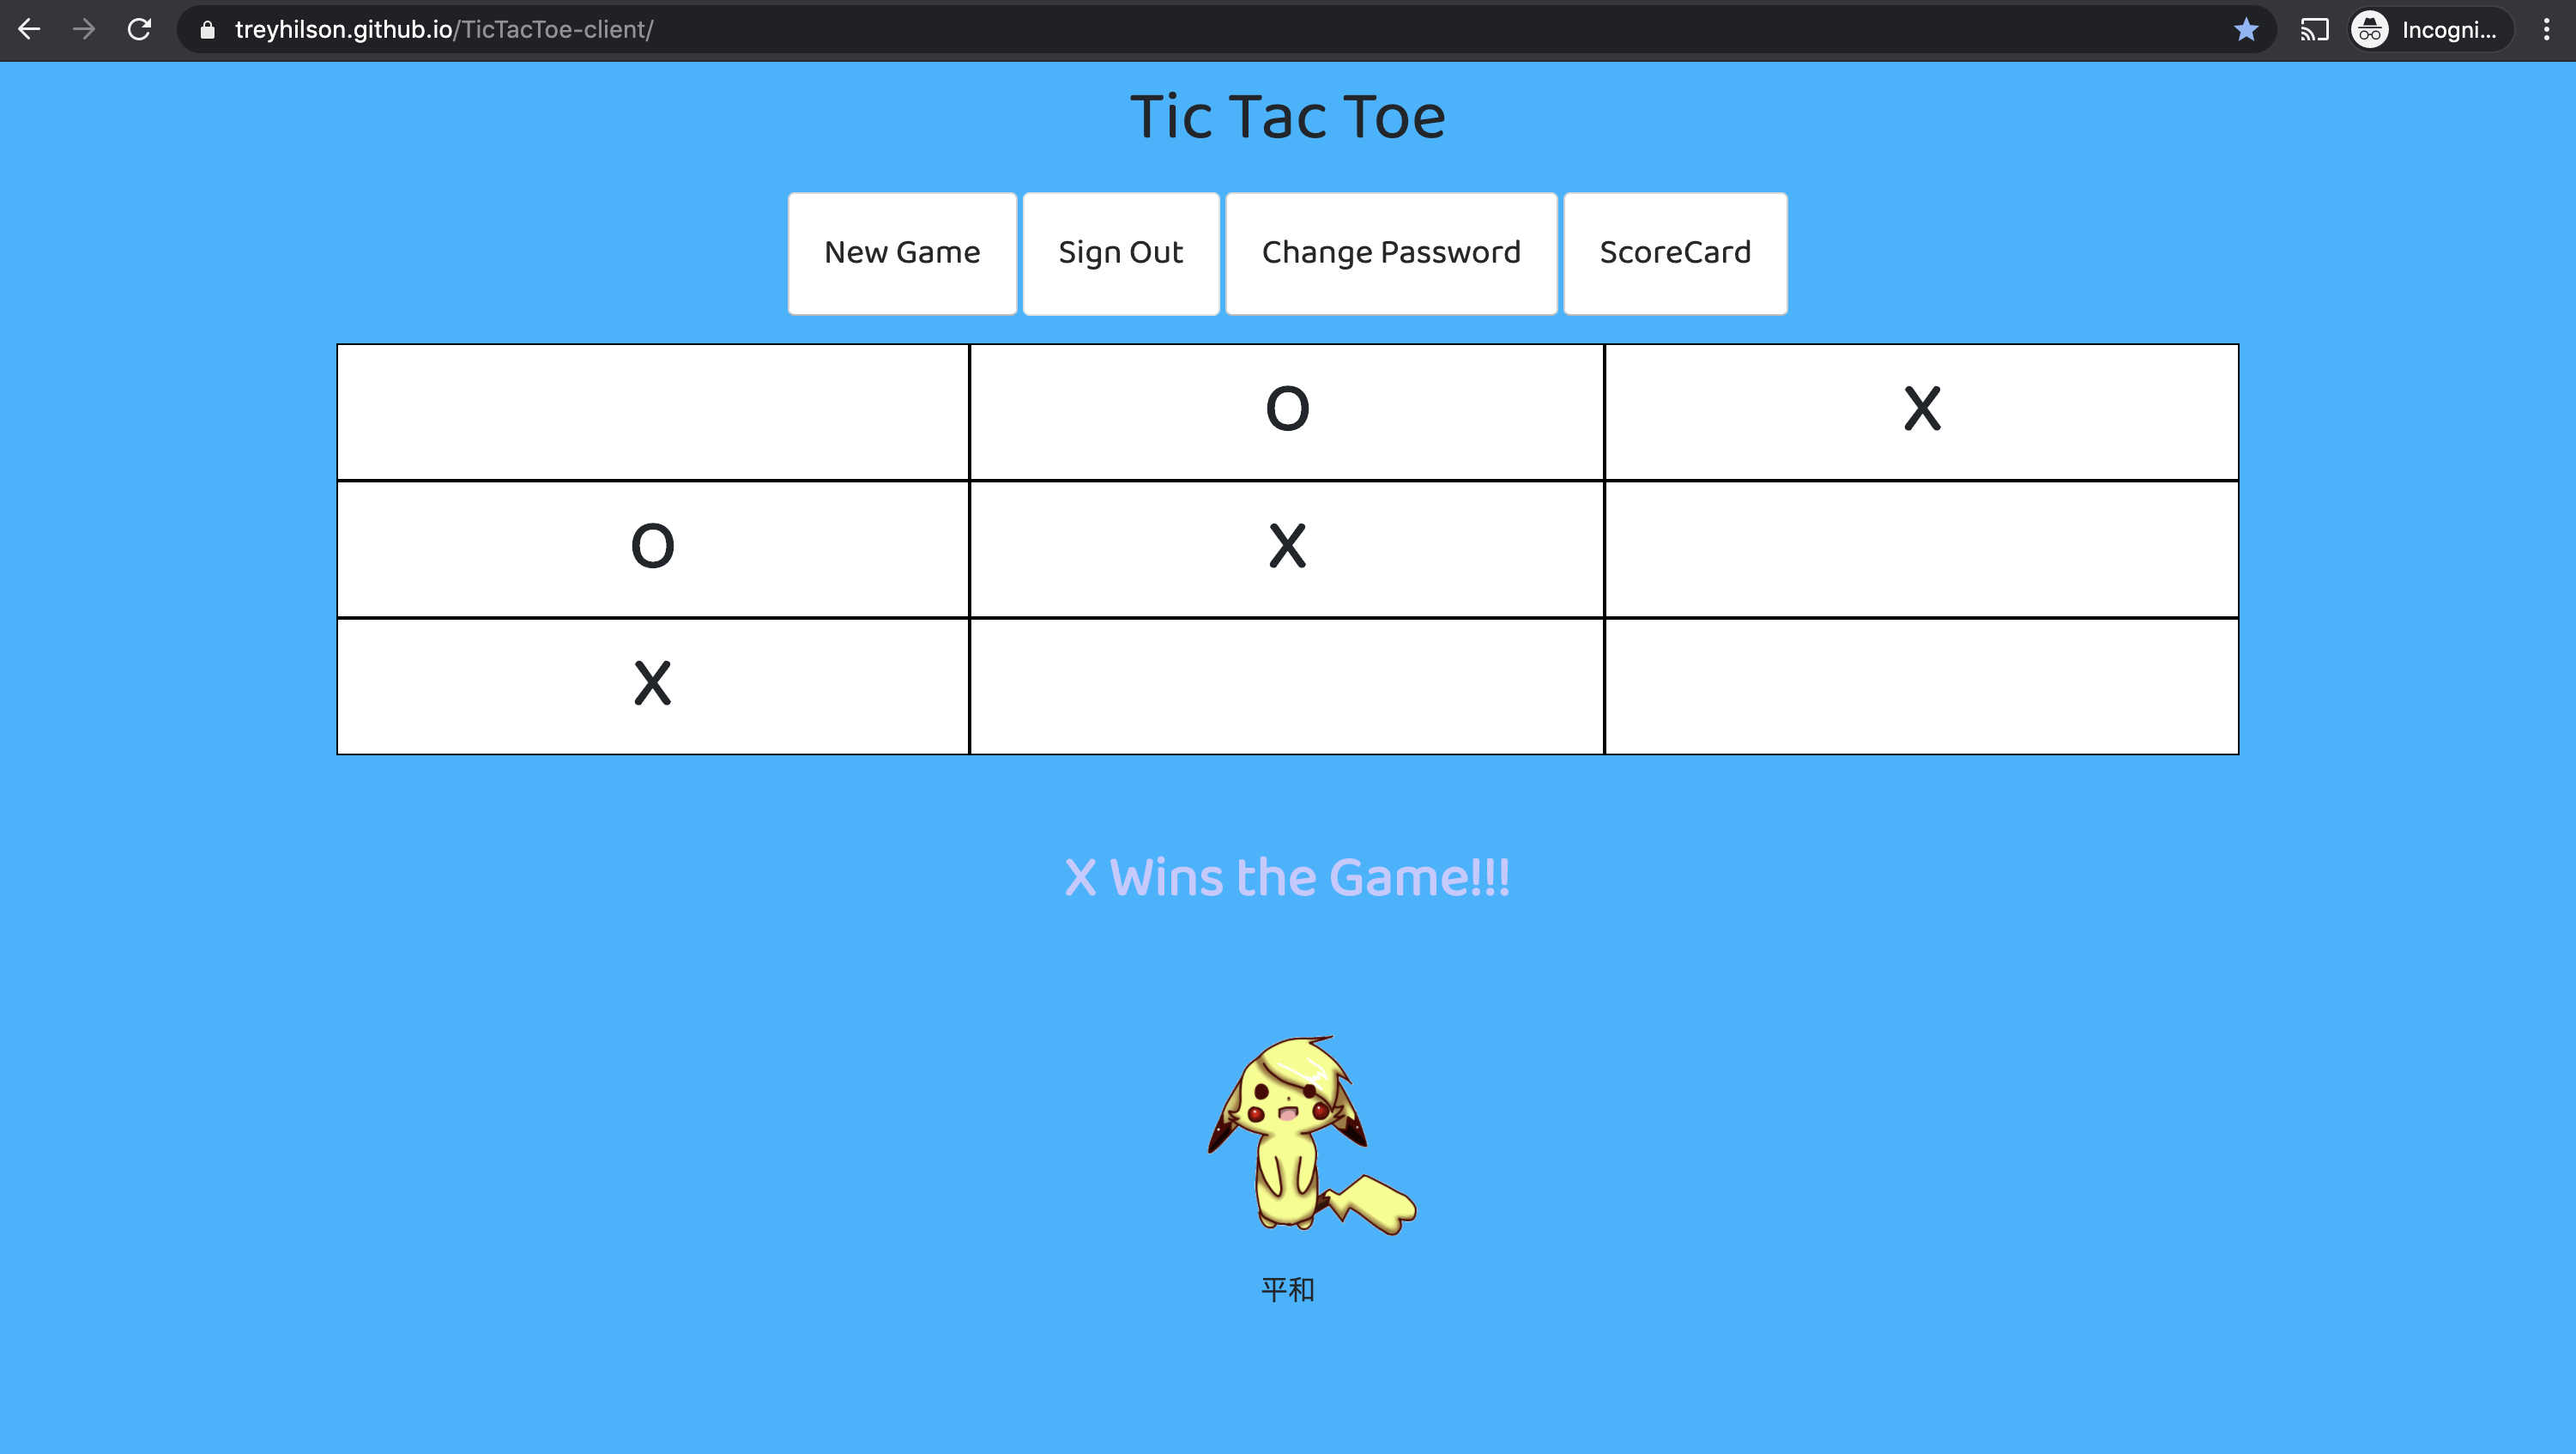 treyhilson.github.io/TicTacToe-client/ Incogni...
Tic Tac Toe
New Game Sign Out Change Password ScoreCard
O X
O X
X
X Wins the Game!!!
平和